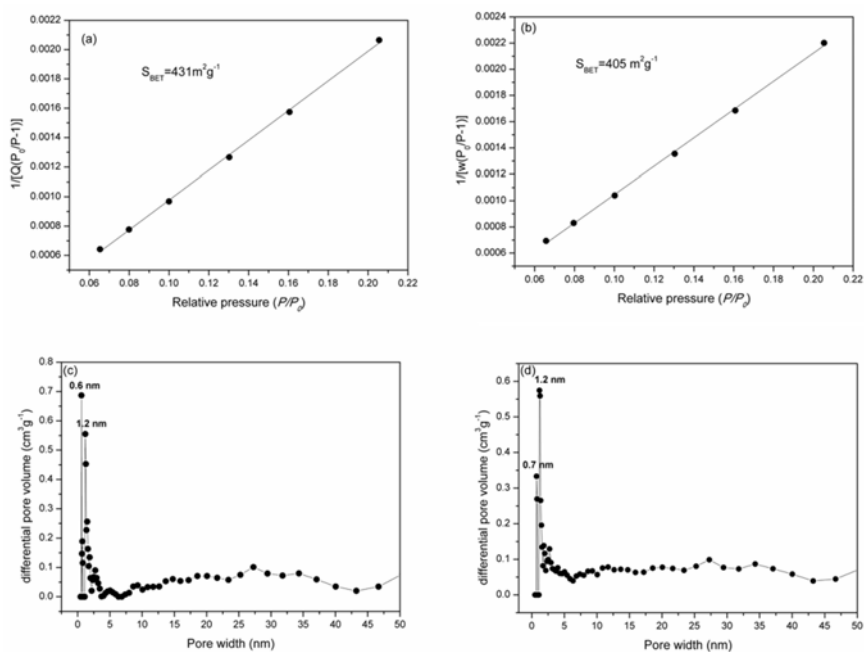 (a)
S_BET=431m²g⁻¹
1/[Q(P₀/P-1)]
0.0020
0.0018
0.0016
0.0014
0.0012
0.0010
0.0008
0.0006
0.06 0.08 0.10 0.12 0.14 0.16 0.18 0.20 0.22
Relative pressure (P/P₀)
(b)
S_BET=405 m²g⁻¹
1/[w(P₀/P-1)]
0.0024
0.0022
0.0020
0.0018
0.0016
0.0014
0.0012
0.0010
0.0008
0.0006
0.06 0.08 0.10 0.12 0.14 0.16 0.18 0.20 0.22
Relative pressure (P/P₀)
(c)
0.6 nm
1.2 nm
differential pore volume (cm³g⁻¹)
0.8
0.7
0.6
0.5
0.4
0.3
0.2
0.1
0.0
0 5 10 15 20 25 30 35 40 45 50
Pore width (nm)
(d)
1.2 nm
0.7 nm
differential pore volume (cm³g⁻¹)
0.6
0.5
0.4
0.3
0.2
0.1
0.0
0 5 10 15 20 25 30 35 40 45 50
Pore width (nm)